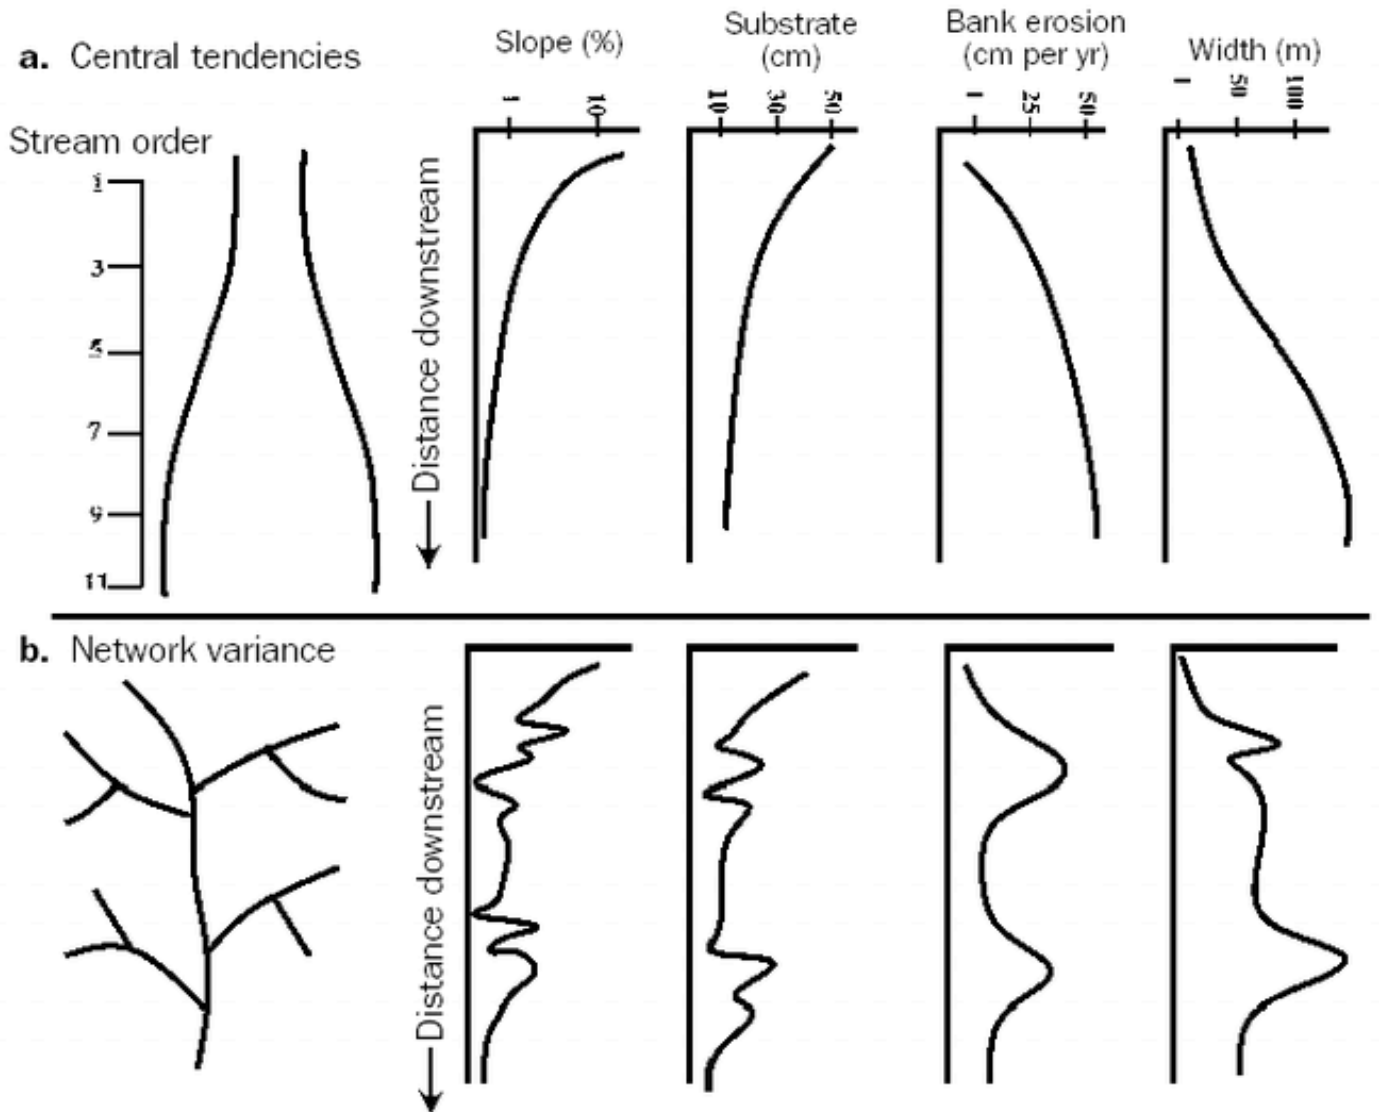 a. Central tendencies
Slope (%)
Substrate
(cm)
Bank erosion
(cm per yr)
Width (m)
1 10
10 30 50
1 25 50
1 50 100
Stream order
1
3
5
7
9
11
Distance downstream
b. Network variance
Distance downstream